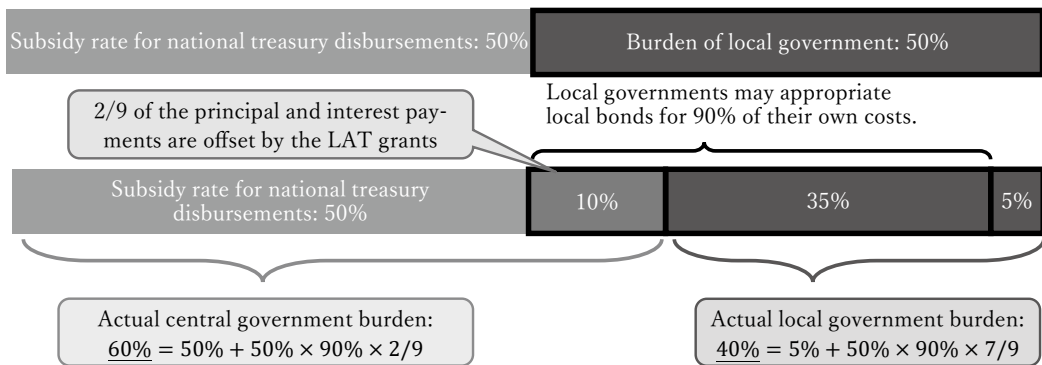 Subsidy rate for national treasury disbursements: 50%
Burden of local government: 50%
2/9 of the principal and interest pay-
ments are offset by the LAT grants
Local governments may appropriate
local bonds for 90% of their own costs.
Subsidy rate for national treasury
disbursements: 50%
10%
35%
5%
Actual central government burden:
60% = 50% + 50% × 90% × 2/9
Actual local government burden:
40% = 5% + 50% × 90% × 7/9